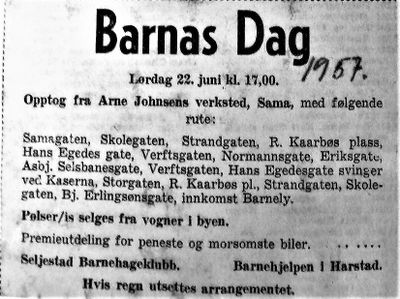 Barnas Dag
1957.
Lørdag 22. juni kl. 17,00.
Opptog fra Arne Johnsens verksted, Sama, med følgende
rute:
Samagaten, Skolegaten, Strandgaten, R. Kaarbøs plass,
Hans Egedes gate, Verftsgaten, Normannsgate, Eriksgate,
Asbj. Selsbanesgate, Verftsgaten, Hans Egedesgate svinger
ved Kaserna, Storgaten, R. Kaarbøs pl., Strandgaten, Skole-
gaten, Bj. Erlingsønsgate, innkomst Barnely.
Pølser/is selges fra vogner i byen.
Premieutdeling for peneste og morsomste biler. . . . . . .
Seljestad Barnehageklubb. Barnehjelpen i Harstad.
Hvis regn utsettes arrangementet.